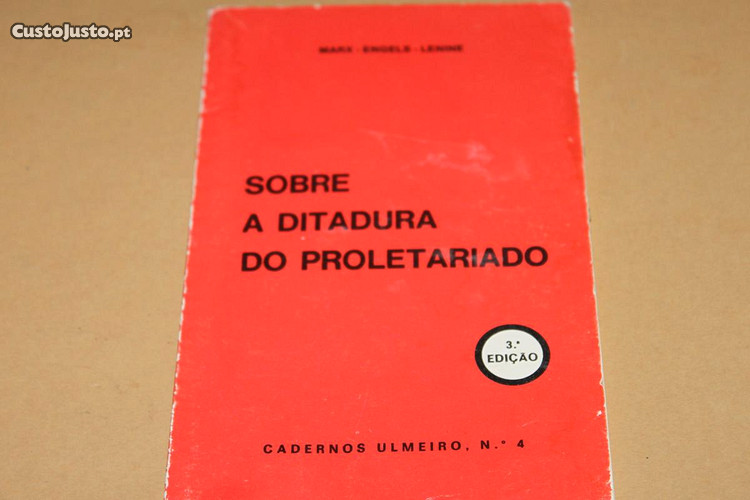 CustoJusto.pt
MARX - ENGELS - LENINE
SOBRE
A DITADURA
DO PROLETARIADO
3.ª
EDIÇÃO
CADERNOS ULMEIRO, N.º 4